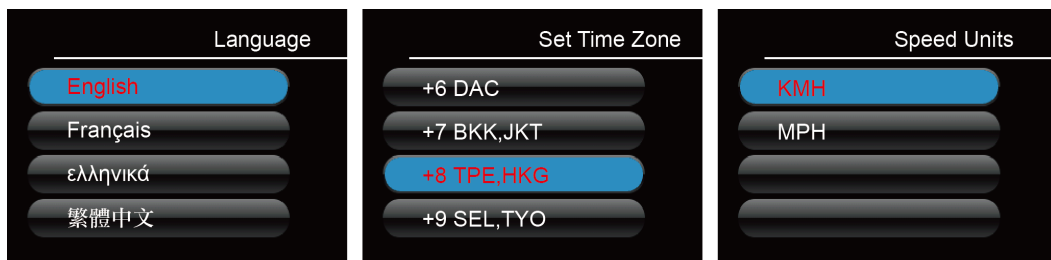 Language
English
Français
ελληνικά
繁體中文
Set Time Zone
+6 DAC
+7 BKK,JKT
+8 TPE,HKG
+9 SEL,TYO
Speed Units
KMH
MPH